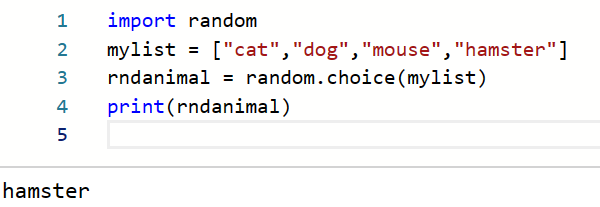 1 import random
2 mylist = ["cat","dog","mouse","hamster"]
3 rndanimal = random.choice(mylist)
4 print(rndanimal)
5
hamster